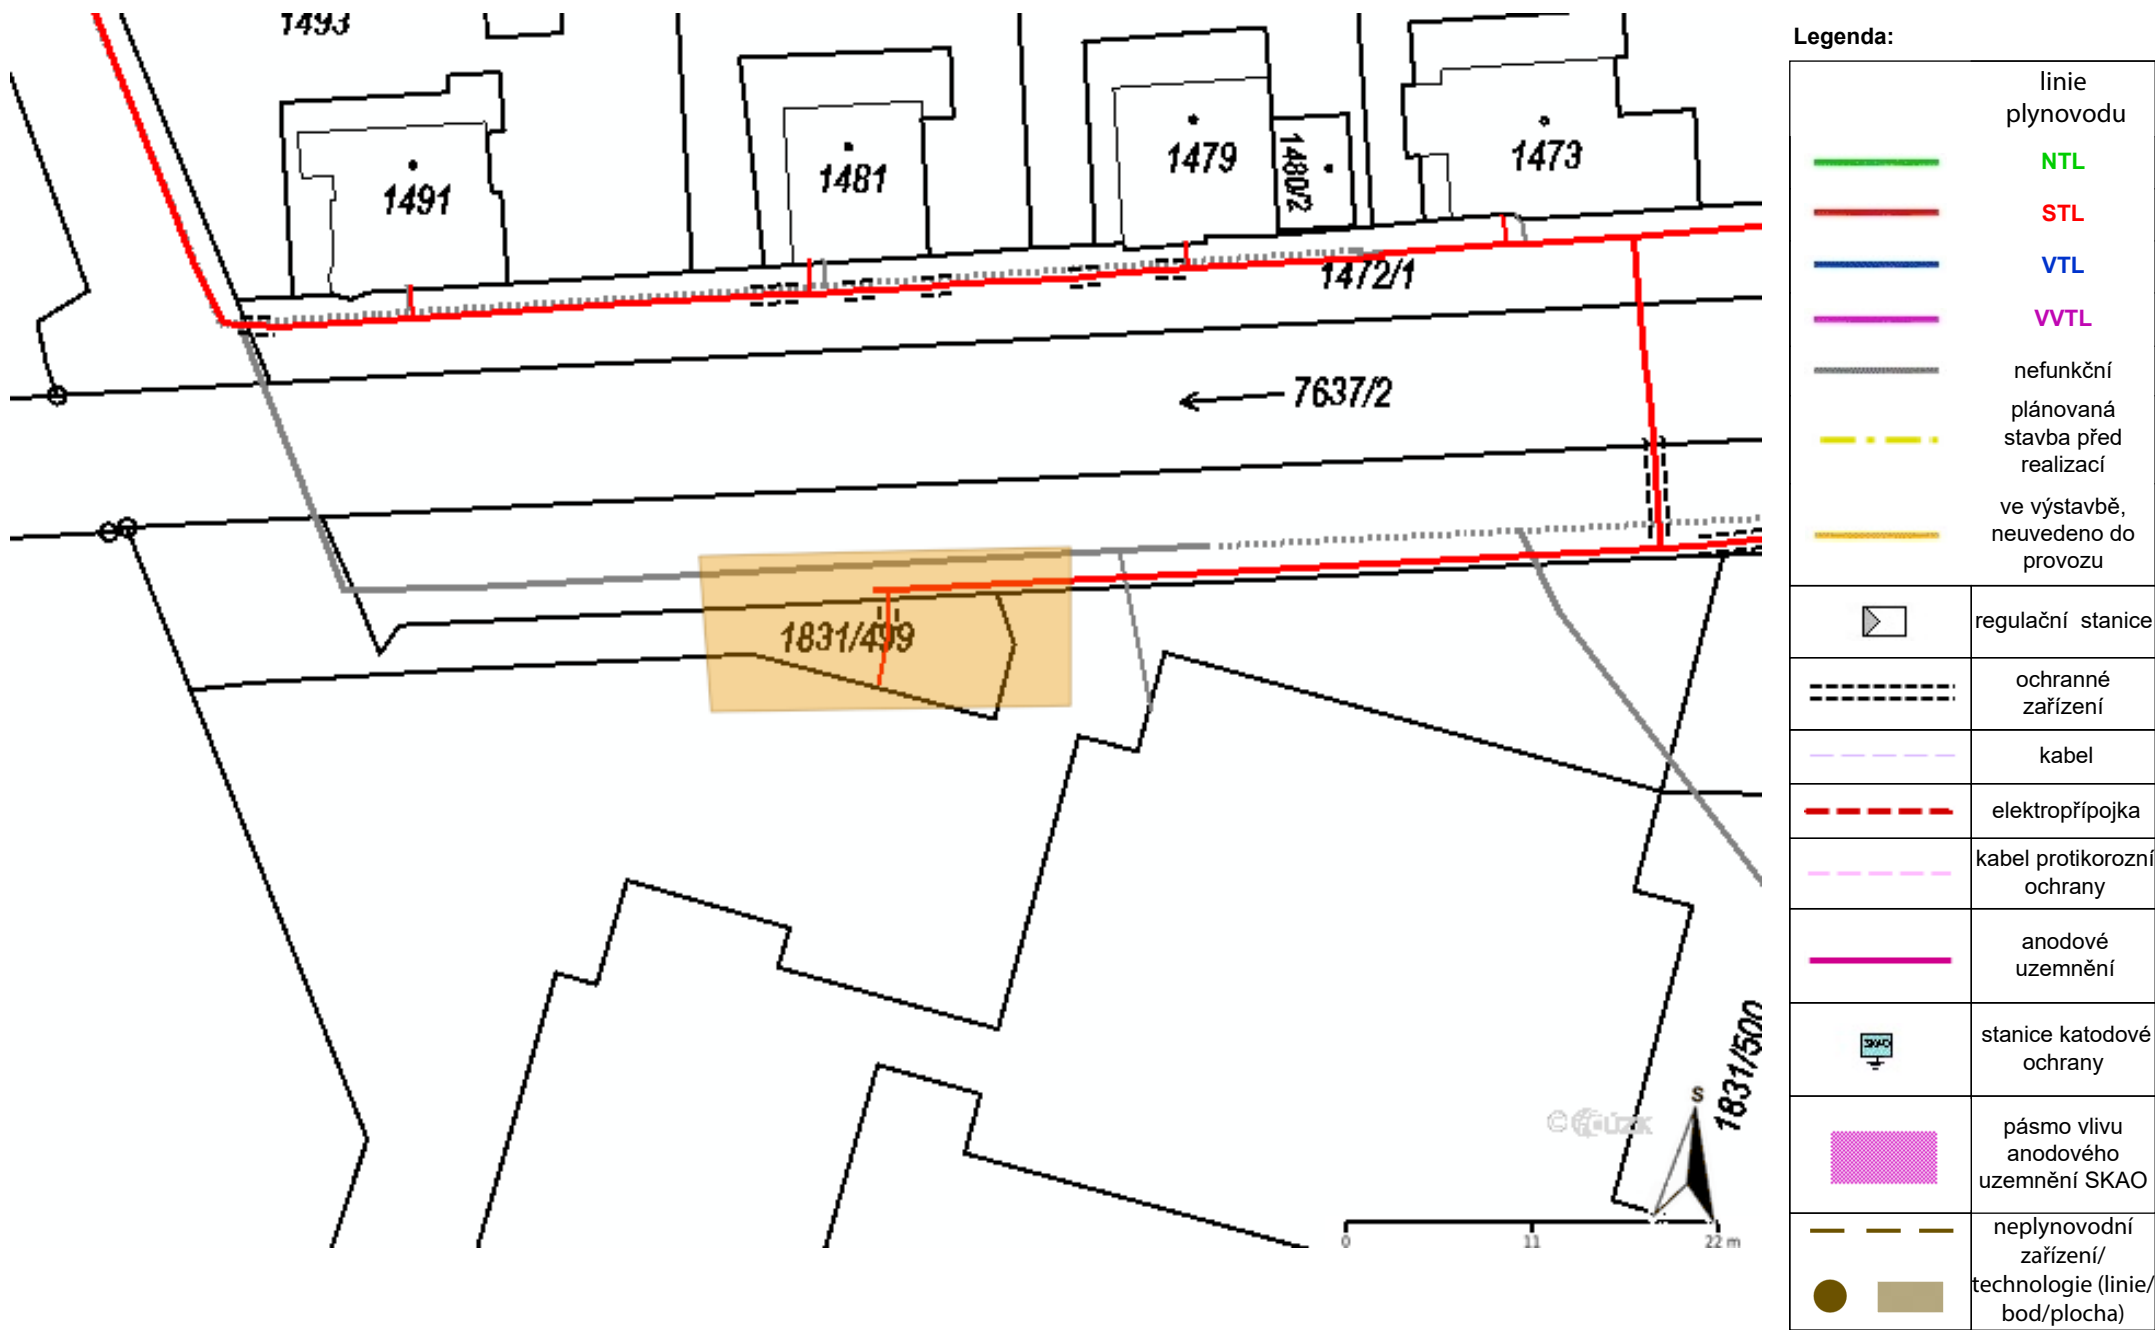 1493
1491
1481
1479
1480/2
1473
1472/1
7637/2
1831/499
1831/500
S
0
11
22 m
Legenda:
linie
plynovodu
NTL
STL
VTL
VVTL
nefunkční
plánovaná
stavba před
realizací
ve výstavbě,
neuvedeno do
provozu
regulační stanice
ochranné
zařízení
kabel
elektropřípojka
kabel protikorozní
ochrany
anodové
uzemnění
SKAO
stanice katodové
ochrany
pásmo vlivu
anodového
uzemnění SKAO
neplynovodní
zařízení/
technologie (linie/
bod/plocha)